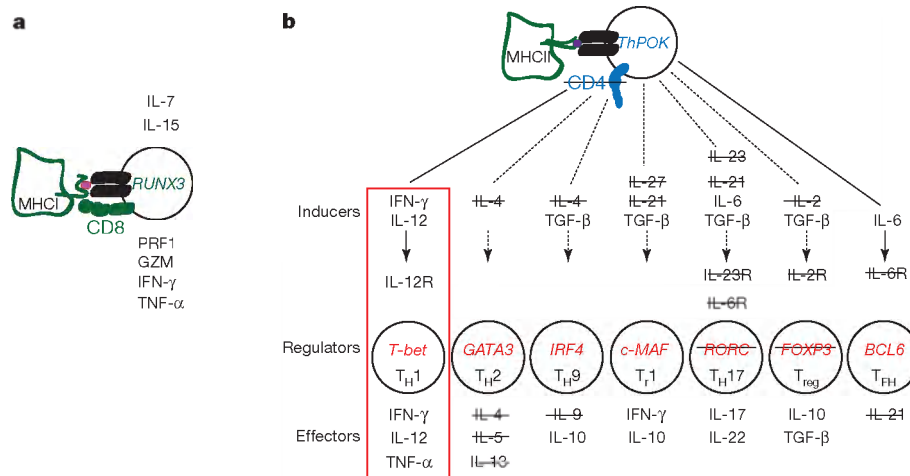 a
IL-7
IL-15
RUNX3
MHCI
CD8
PRF1
GZM
IFN-γ
TNF-α
b
ThPOK
MHCII
CD4
Inducers
IFN-γ
IL-12
IL-12R
IL-4
IL-4
TGF-β
IL-27
IL-21
TGF-β
IL-23
IL-21
IL-6
TGF-β
IL-23R
IL-6R
IL-2
TGF-β
IL-2R
IL-6
IL-6R
Regulators
T-bet
TH1
GATA3
TH2
IRF4
TH9
c-MAF
Tr1
RORC
TH17
FOXP3
Treg
BCL6
TFH
Effectors
IFN-γ
IL-12
TNF-α
IL-4
IL-5
IL-13
IL-9
IL-10
IFN-γ
IL-10
IL-17
IL-22
IL-10
TGF-β
IL-21